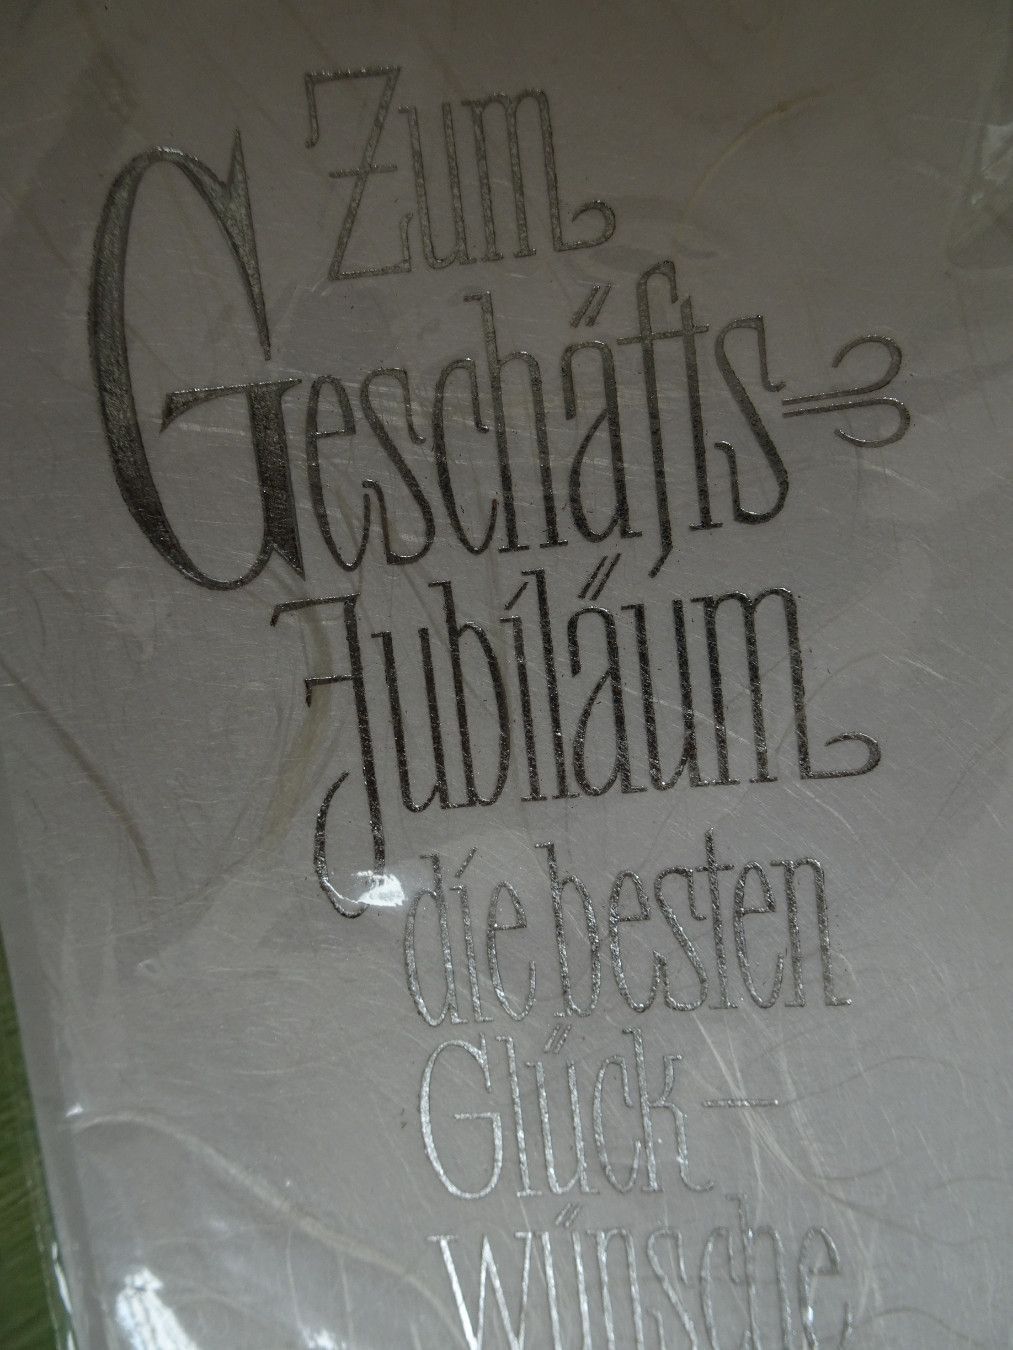 Zum
Geschäfts-
Jubiläum
die besten
Glück-
wünsche